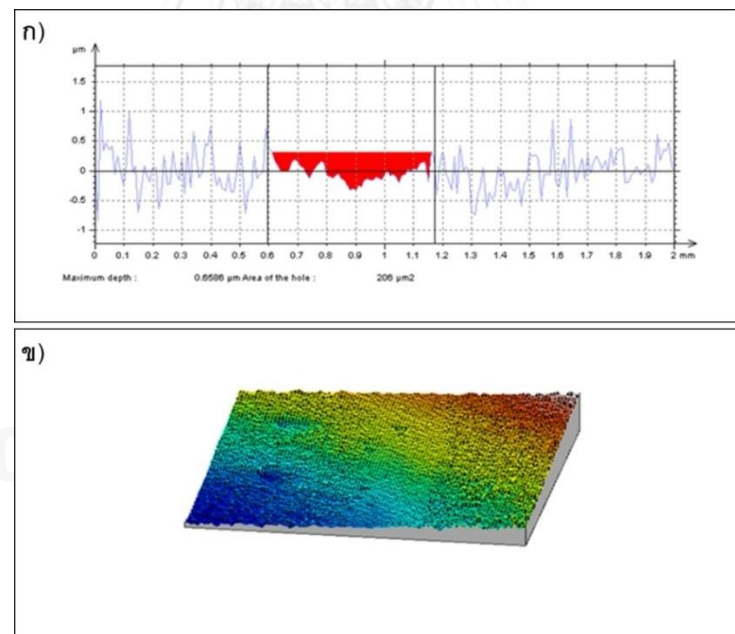 ก)
µm
1.5
1
0.5
0
-0.5
-1
0 0.1 0.2 0.3 0.4 0.5 0.6 0.7 0.8 0.9 1 1.1 1.2 1.3 1.4 1.5 1.6 1.7 1.8 1.9 2 mm
Maximum depth : 0.6586 µm Area of the hole : 206 µm2
ข)